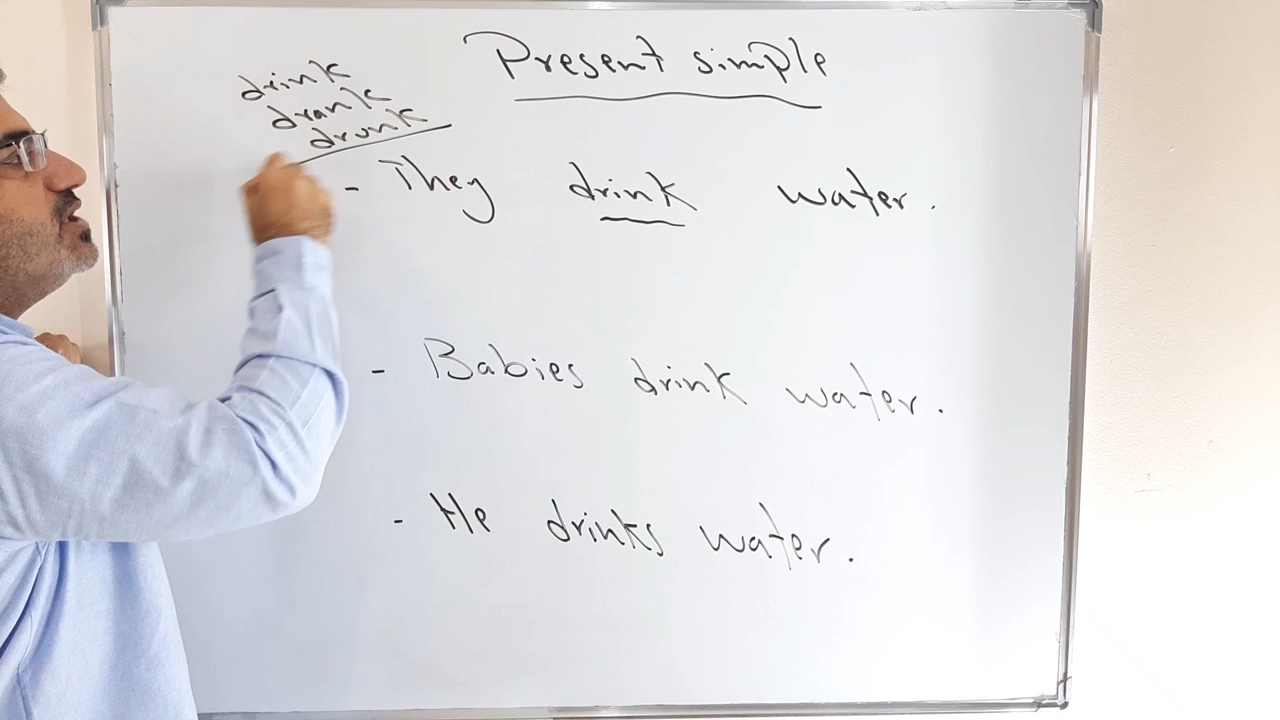 Present simple
drink
drank
drunk
- They drink water.
- Babies drink water.
- He drinks water.